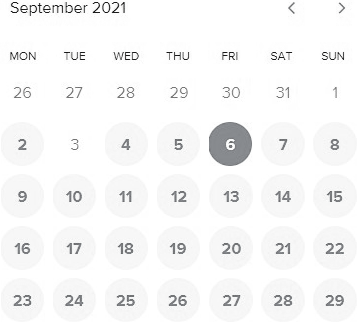 September 2021
MON TUE WED THU FRI SAT SUN
26 27 28 29 30 31 1
2 3 4 5 6 7 8
9 10 11 12 13 14 15
16 17 18 19 20 21 22
23 24 25 26 27 28 29